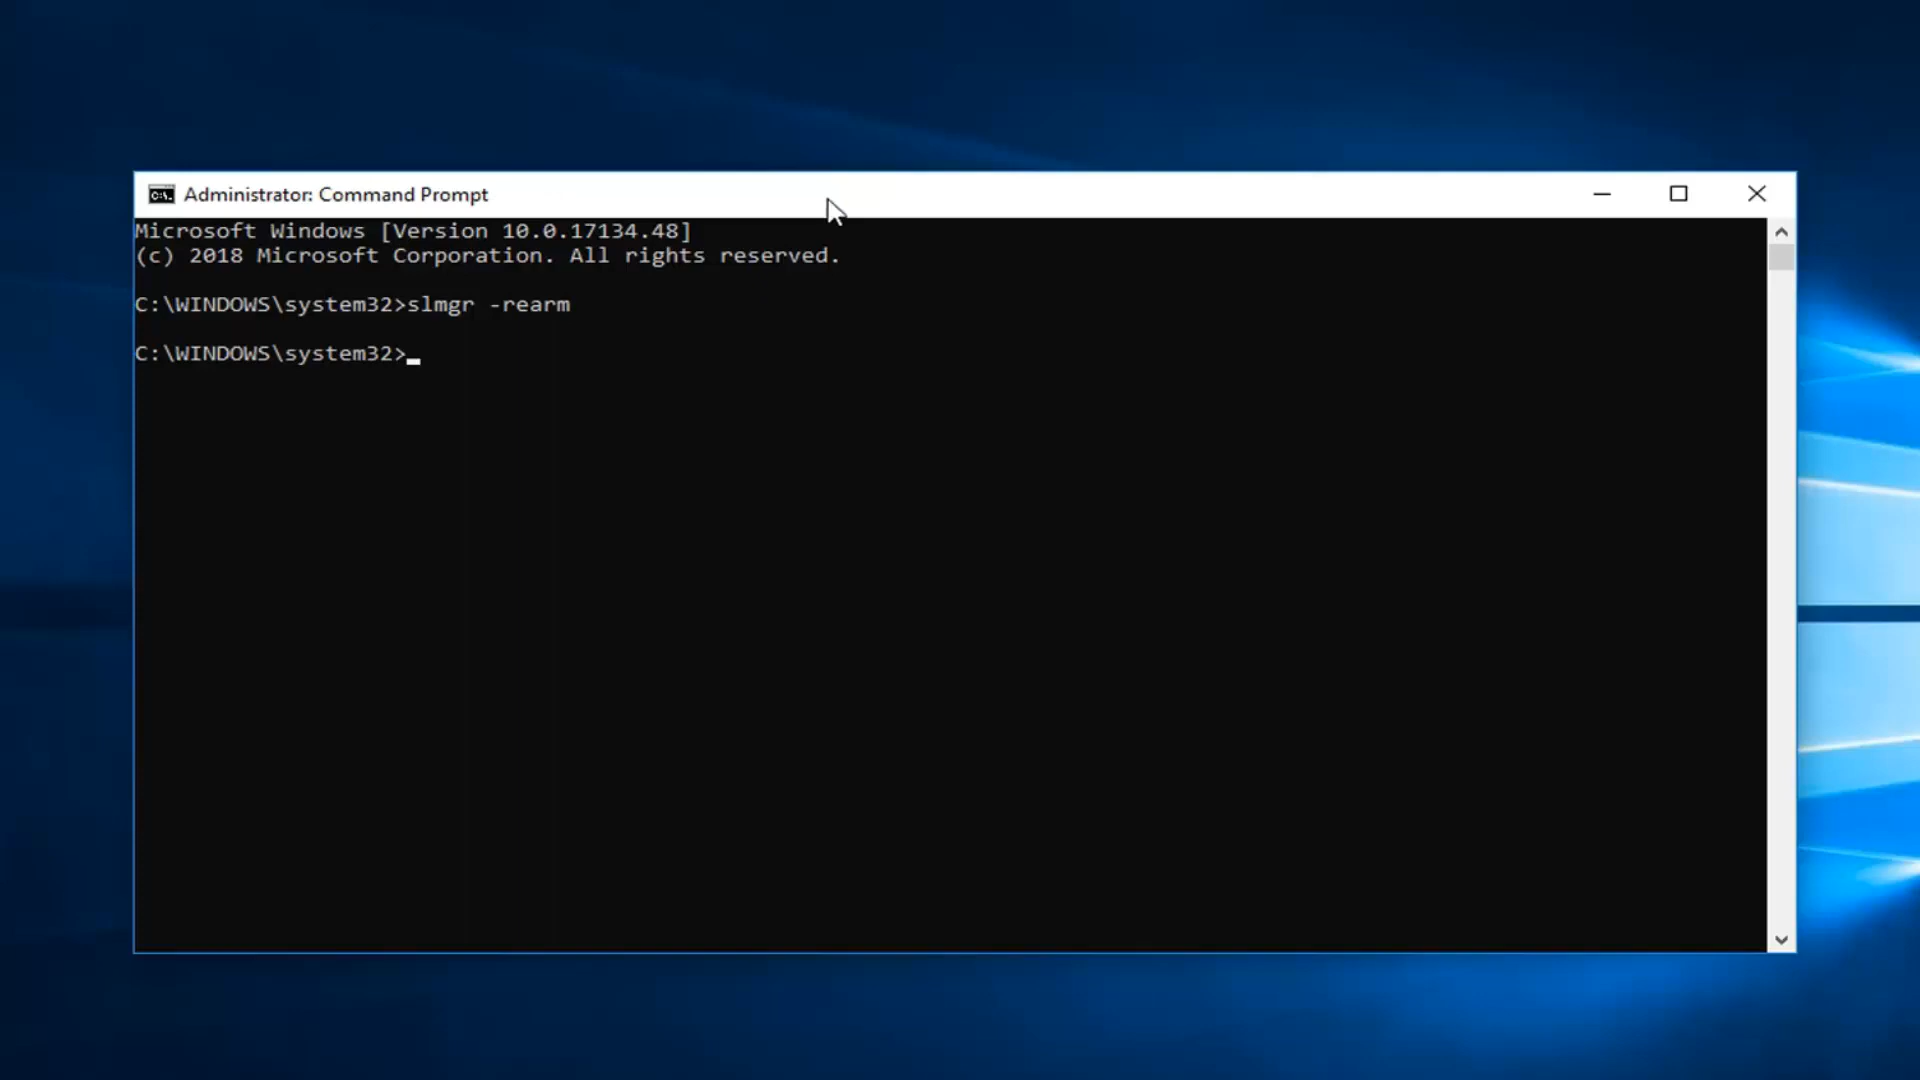 Administrator: Command Prompt
Microsoft Windows [Version 10.0.17134.48]
(c) 2018 Microsoft Corporation. All rights reserved.
C:\WINDOWS\system32>slmgr -rearm
C:\WINDOWS\system32>